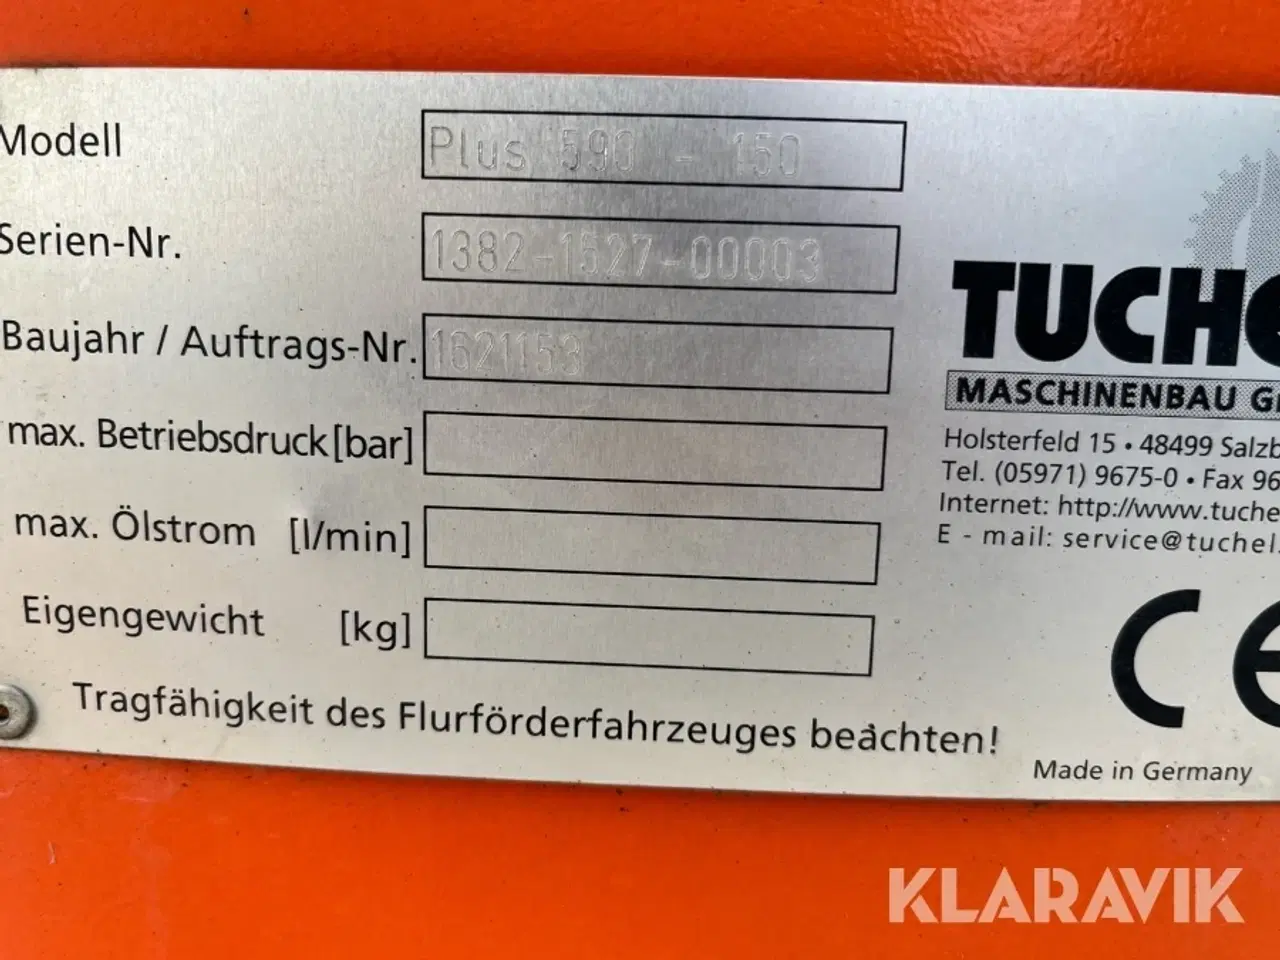 Modell Plus 590 - 150
Serien-Nr. 1382-1527-00003
Baujahr / Auftrags-Nr. 1621153
max. Betriebsdruck [bar]
max. Ölstrom [l/min]
Eigengewicht [kg]
Tragfähigkeit des Flurförderfahrzeuges beachten!
TUCHE
MASCHINENBAU G
Holsterfeld 15 • 48499 Salzb
Tel. (05971) 9675-0 • Fax 96
Internet: http://www.tuche
E - mail: service@tuchel.
CE
Made in Germany
KLARAVIK